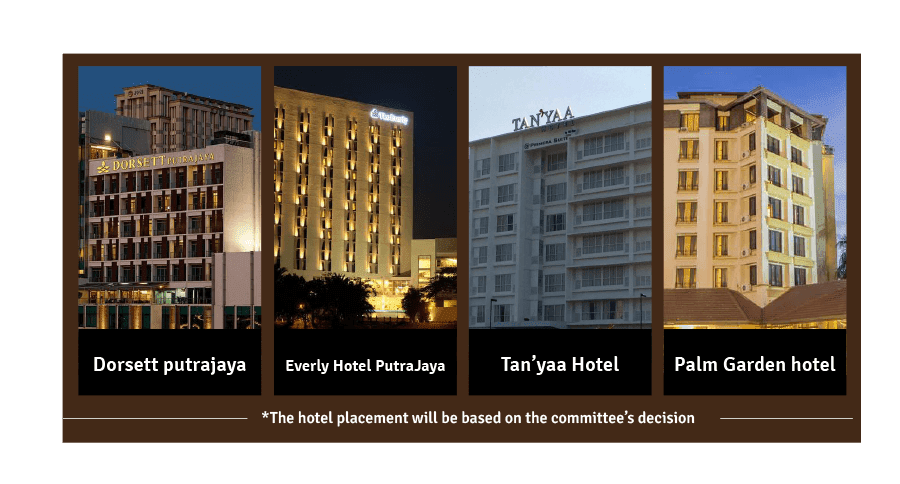 DORSETT PUTRAJAYA
The Everly
TAN'YAA
Dorsett putrajaya
Everly Hotel PutraJaya
Tan'yaa Hotel
Palm Garden hotel
*The hotel placement will be based on the committee's decision